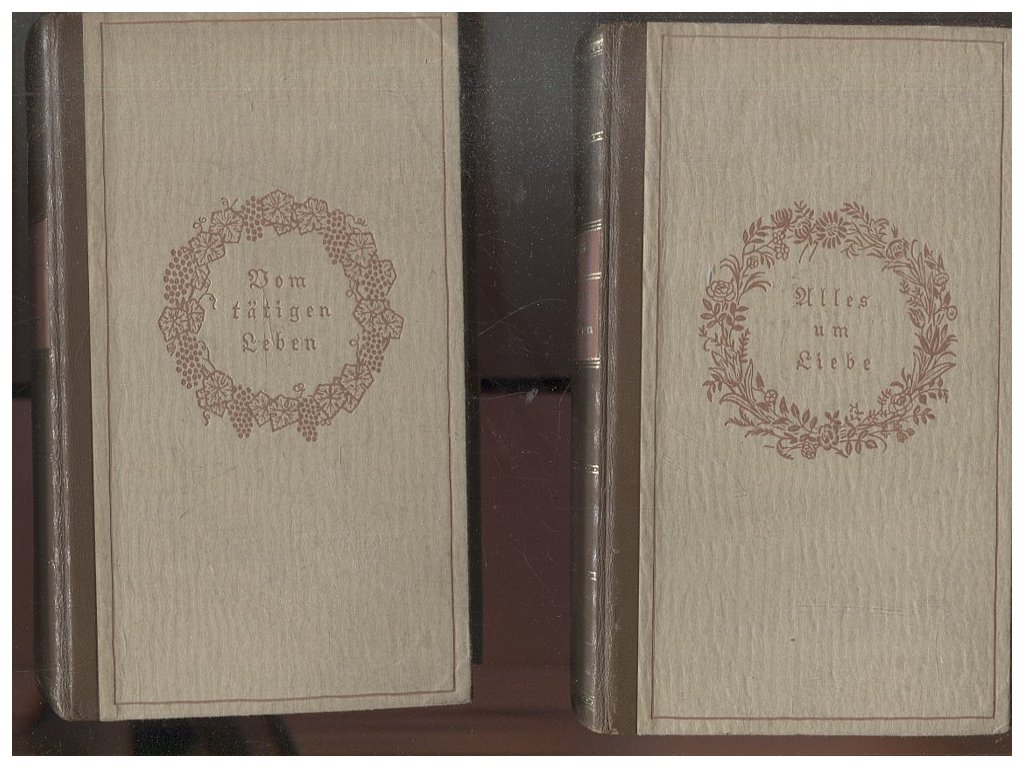 Vom
tätigen
Leben
Alles
um
Liebe